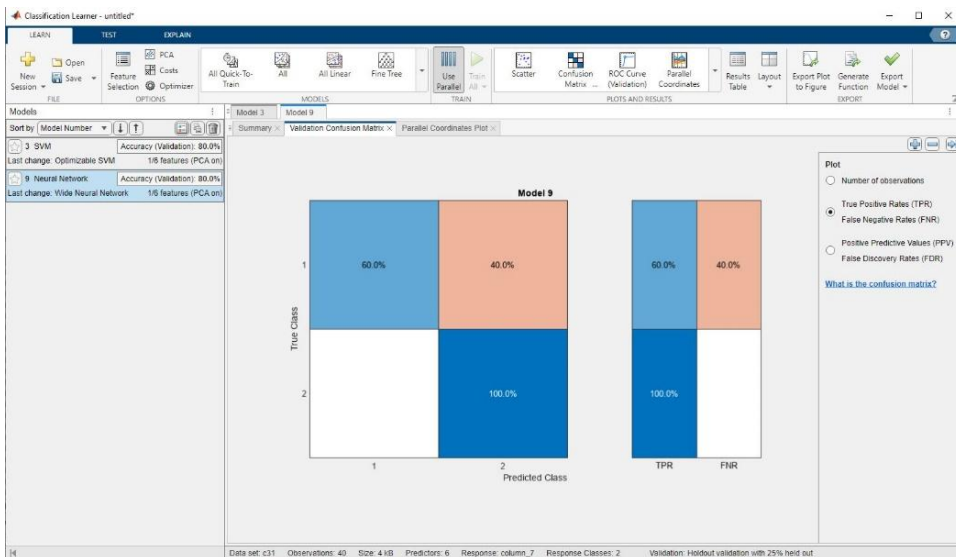 Classification Learner - untitled*
LEARN TEST EXPLAIN
New Session
Open
Save
FILE
Feature Selection
PCA
Costs
Optimizer
OPTIONS
All Quick-To-Train
All
All Linear
Fine Tree
MODELS
Use Parallel
Train All
TRAIN
Scatter
Confusion Matrix ...
ROC Curve (Validation)
Parallel Coordinates
Results Table
Layout
PLOTS AND RESULTS
Export Plot to Figure
Generate Function
Export Model
EXPORT
Models
Sort by Model Number
3 SVM Accuracy (Validation): 80.0%
Last change: Optimizable SVM 1/6 features (PCA on)
9 Neural Network Accuracy (Validation): 80.0%
Last change: Wide Neural Network 1/6 features (PCA on)
Model 3 Model 9
Summary Validation Confusion Matrix Parallel Coordinates Plot
Model 9
True Class
1 60.0% 40.0% 60.0% 40.0%
2 100.0% 100.0%
1 2 TPR FNR
Predicted Class
Plot
Number of observations
True Positive Rates (TPR)
False Negative Rates (FNR)
Positive Predictive Values (PPV)
False Discovery Rates (FDR)
What is the confusion matrix?
Data set: c31 Observations: 40 Size: 4 kB Predictors: 6 Response: column_7 Response Classes: 2 Validation: Holdout validation with 25% held out